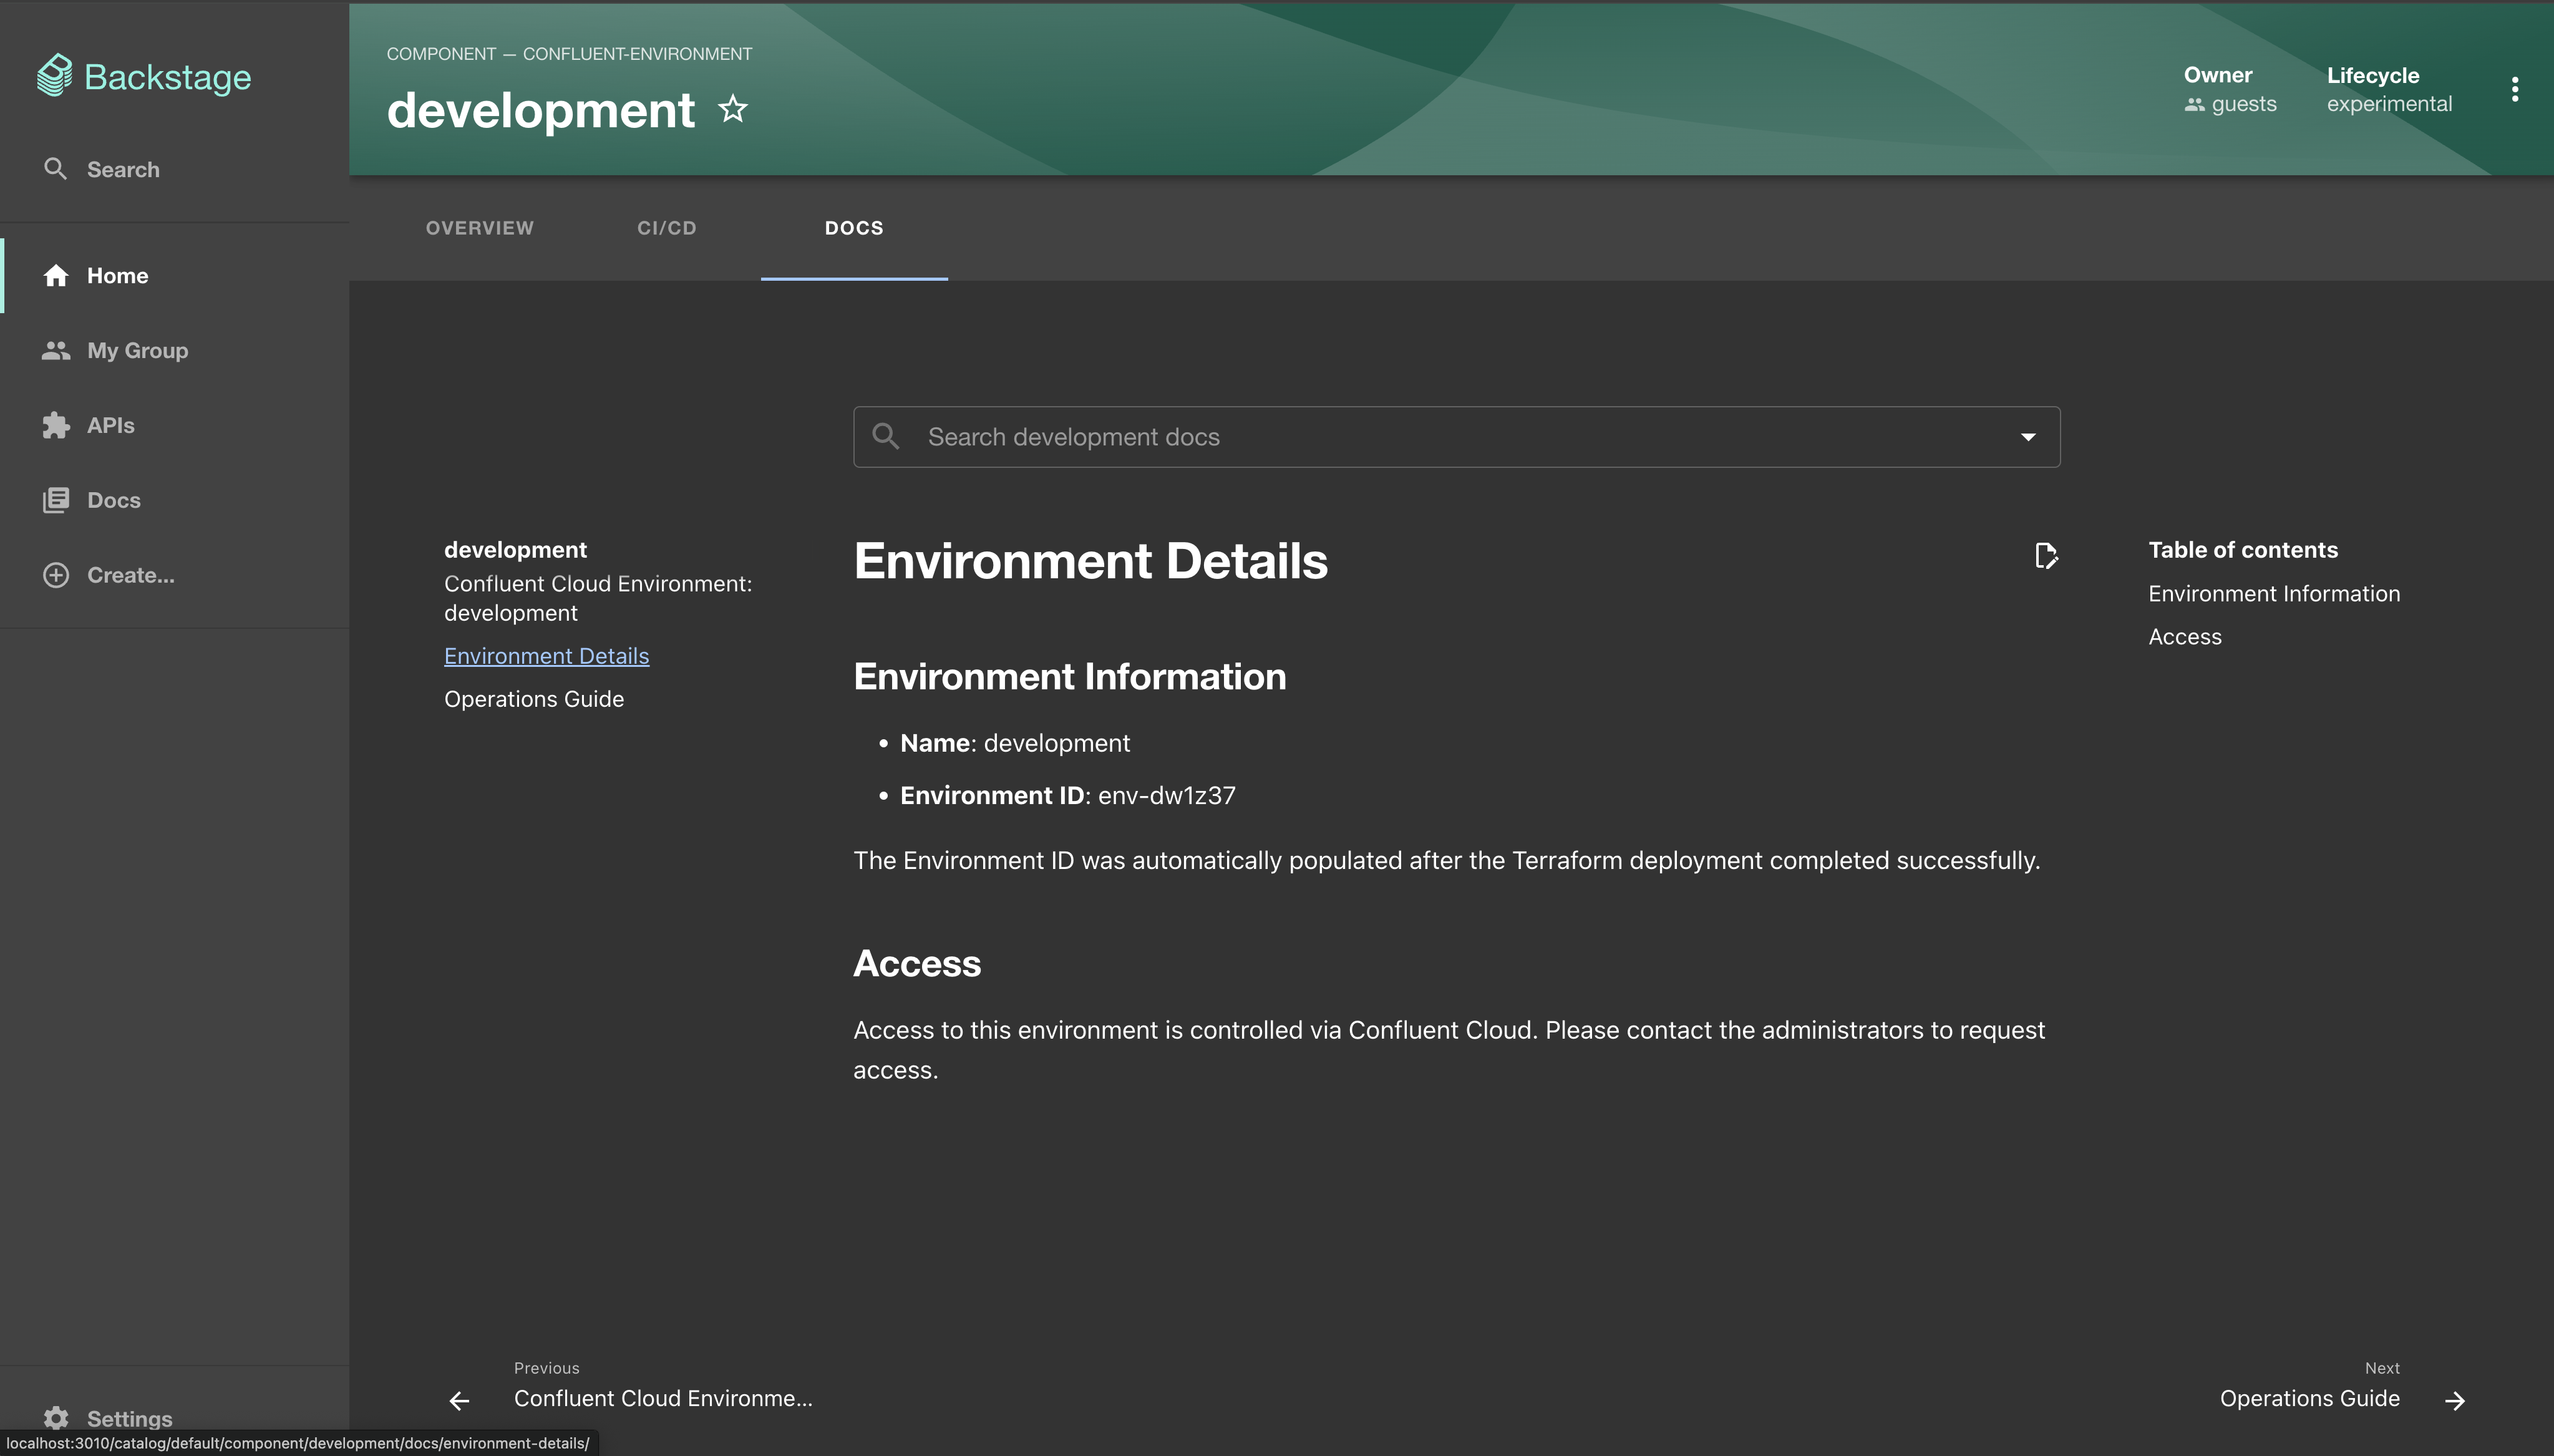 Backstage
Search
Home
My Group
APIs
Docs
Create...
Settings
COMPONENT — CONFLUENT-ENVIRONMENT
development
Owner
guests
Lifecycle
experimental
OVERVIEW
CI/CD
DOCS
Search development docs
development
Confluent Cloud Environment:
development
Environment Details
Operations Guide
Environment Details
Environment Information
• Name: development
• Environment ID: env-dw1z37
The Environment ID was automatically populated after the Terraform deployment completed successfully.
Access
Access to this environment is controlled via Confluent Cloud. Please contact the administrators to request
access.
Table of contents
Environment Information
Access
Previous
Confluent Cloud Environme...
Next
Operations Guide
localhost:3010/catalog/default/component/development/docs/environment-details/